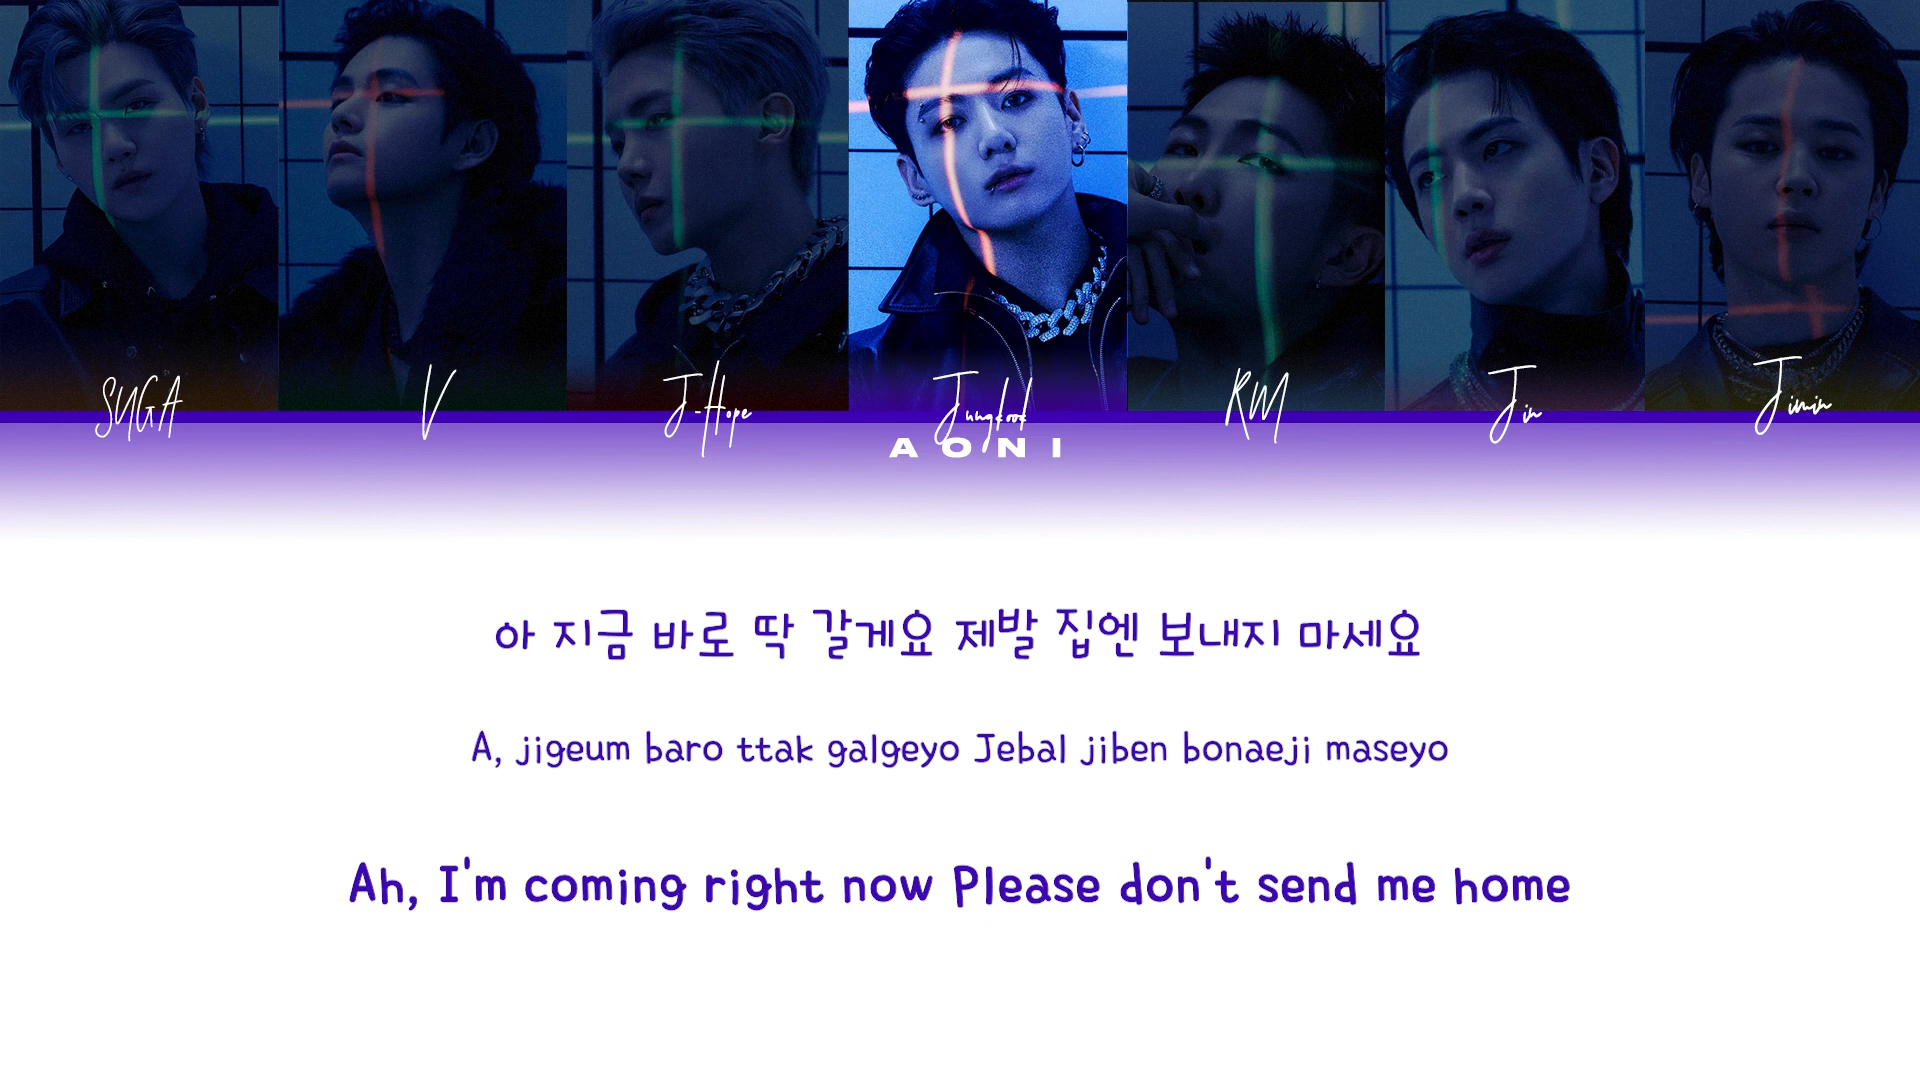 SUGA V J-Hope Jungkook RM Jin Jimin
AONI
아 지금 바로 딱 갈게요 제발 집엔 보내지 마세요
A, jigeum baro ttak galgeyo Jebal jiben bonaeji maseyo
Ah, I'm coming right now Please don't send me home